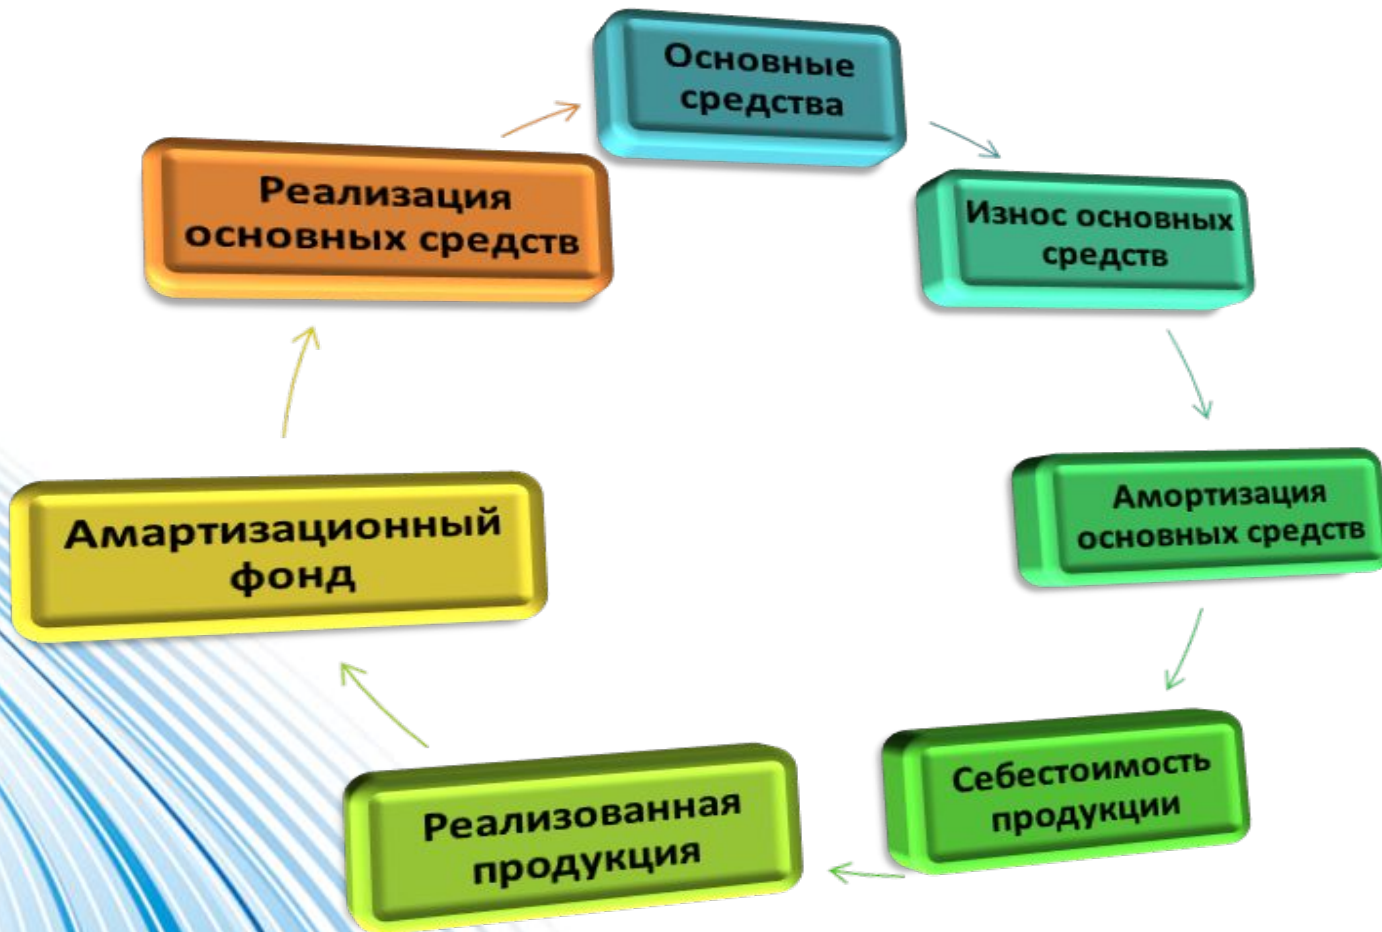 Основные
средства
Износ основных
средств
Амортизация
основных средств
Себестоимость
продукции
Реализованная
продукция
Амартизационный
фонд
Реализация
основных средств